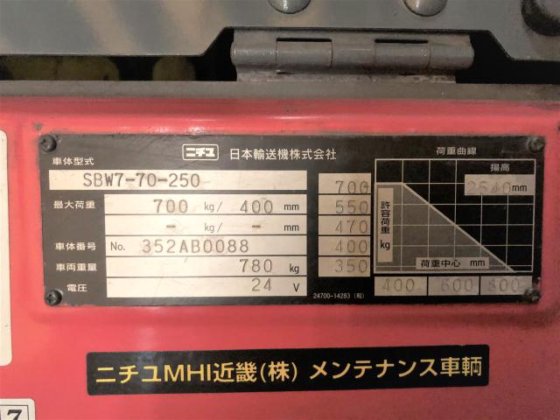 ニチユ 日本輸送機株式会社
車体型式 SBW7-70-250
最大荷重 700 kg/ 400 mm
- kg/ - mm
車体番号 No. 352AB0088
車両重量 780 kg
電圧 24 V
荷重曲線
揚高
2540mm
700
550
470
400
350
許容荷重 kg
荷重中心 mm
400 600 800
24700-14283 (和)
ニチユMHI近畿(株) メンテナンス車輌
17